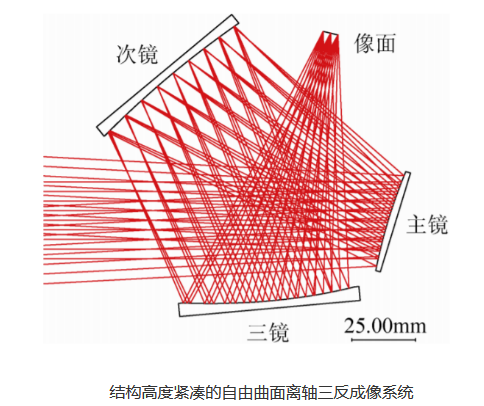 次镜
像面
主镜
三镜
25.00mm
结构高度紧凑的自由曲面离轴三反成像系统